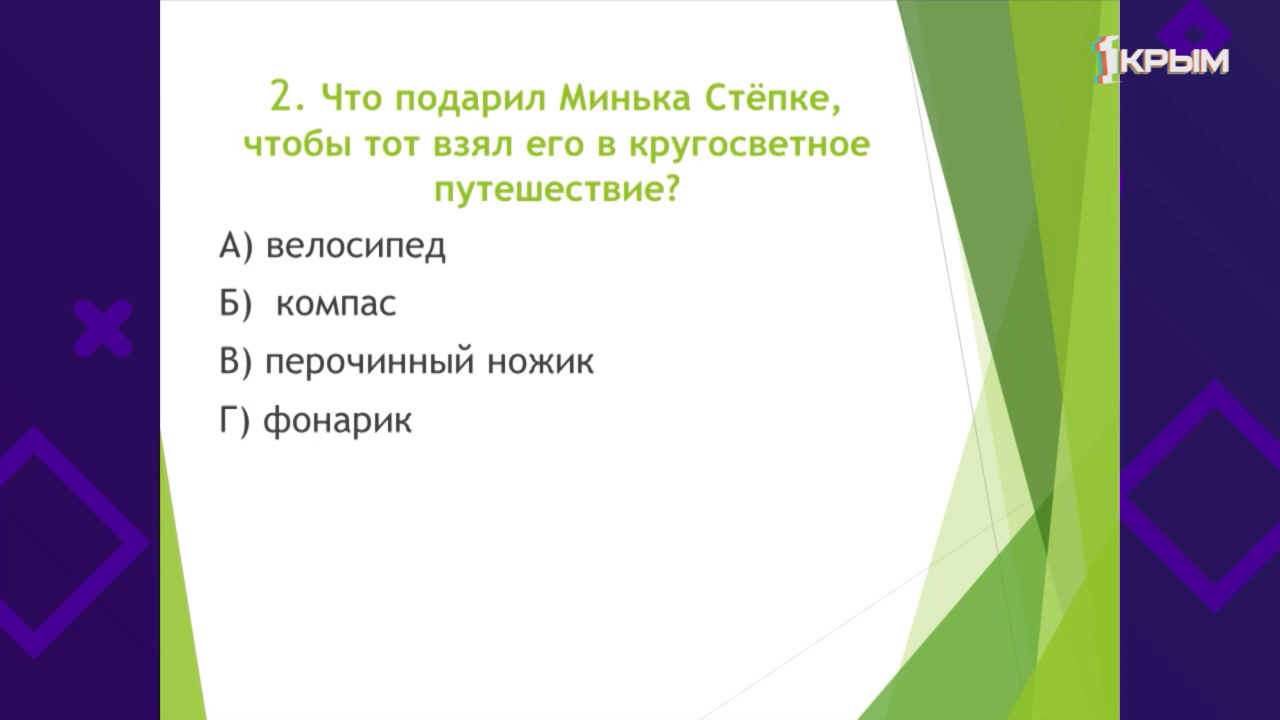 1КРЫМ
2. Что подарил Минька Стёпке,
чтобы тот взял его в кругосветное
путешествие?
А) велосипед
Б) компас
В) перочинный ножик
Г) фонарик